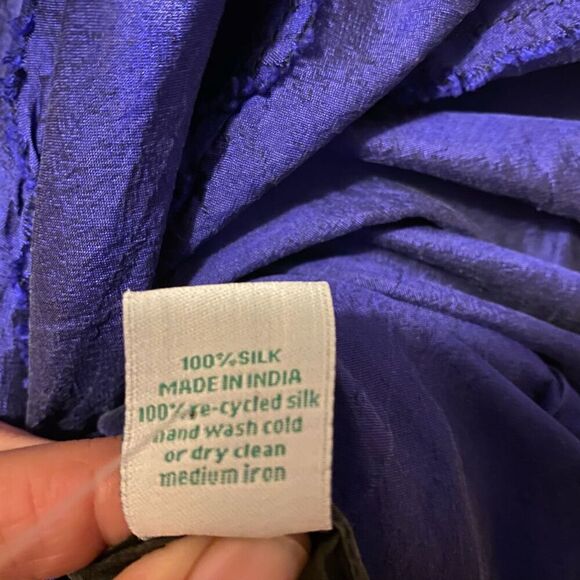 100% SILK
MADE IN INDIA
100% re-cycled silk
hand wash cold
or dry clean
medium iron